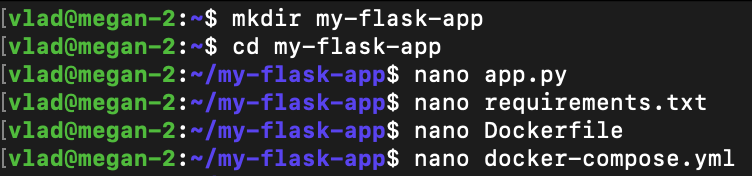 [vlad@megan-2:~$ mkdir my-flask-app
[vlad@megan-2:~$ cd my-flask-app
[vlad@megan-2:~/my-flask-app$ nano app.py
[vlad@megan-2:~/my-flask-app$ nano requirements.txt
[vlad@megan-2:~/my-flask-app$ nano Dockerfile
[vlad@megan-2:~/my-flask-app$ nano docker-compose.yml